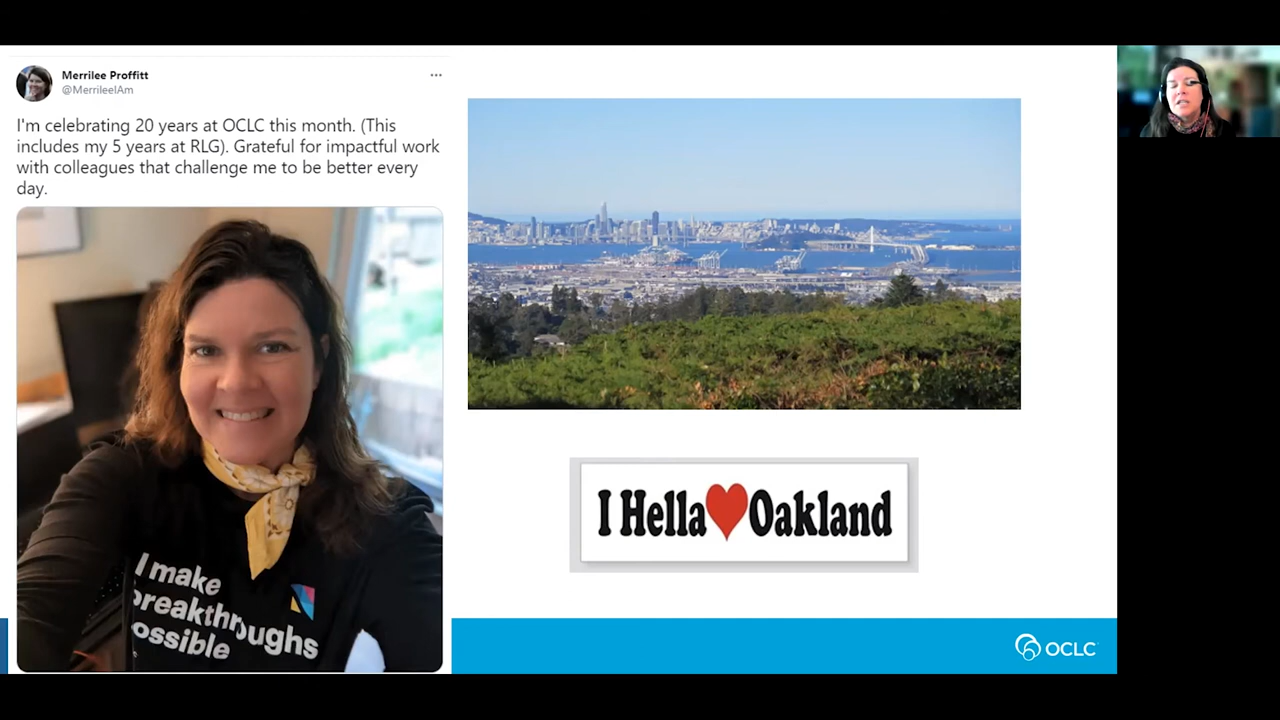 Merrilee Proffitt
@MerrileeIAm
I'm celebrating 20 years at OCLC this month. (This
includes my 5 years at RLG). Grateful for impactful work
with colleagues that challenge me to be better every
day.
I make
breakthroughs
possible
I Hella Oakland
OCLC